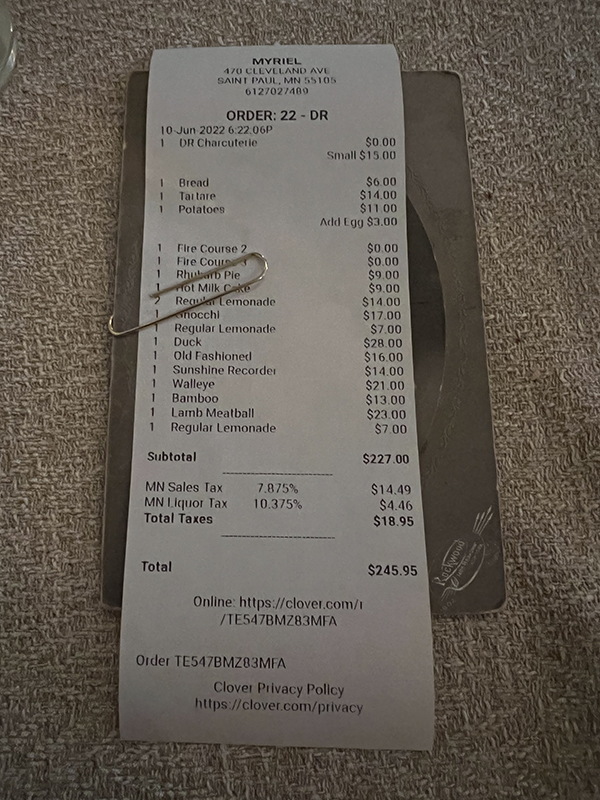 MYRIEL
470 CLEVELAND AVE
SAINT PAUL, MN 55105
6127027489
ORDER: 22 - DR
10-Jun-2022 6:22:06P
1 DR Charcuterie $0.00
Small $15.00
1 Bread $6.00
1 Tartare $14.00
1 Potatoes $11.00
Add Egg $3.00
1 Fire Course 2 $0.00
1 Fire Course 3 $0.00
1 Rhubarb Pie $9.00
1 Hot Milk Cake $9.00
2 Regular Lemonade $14.00
1 Gnocchi $17.00
1 Regular Lemonade $7.00
1 Duck $28.00
1 Old Fashioned $16.00
1 Sunshine Recorder $14.00
1 Walleye $21.00
1 Bamboo $13.00
1 Lamb Meatball $23.00
1 Regular Lemonade $7.00
Subtotal $227.00
MN Sales Tax 7.875% $14.49
MN Liquor Tax 10.375% $4.46
Total Taxes $18.95
Total $245.95
Online: https://clover.com/r
/TE547BMZ83MFA
Order TE547BMZ83MFA
Clover Privacy Policy
https://clover.com/privacy